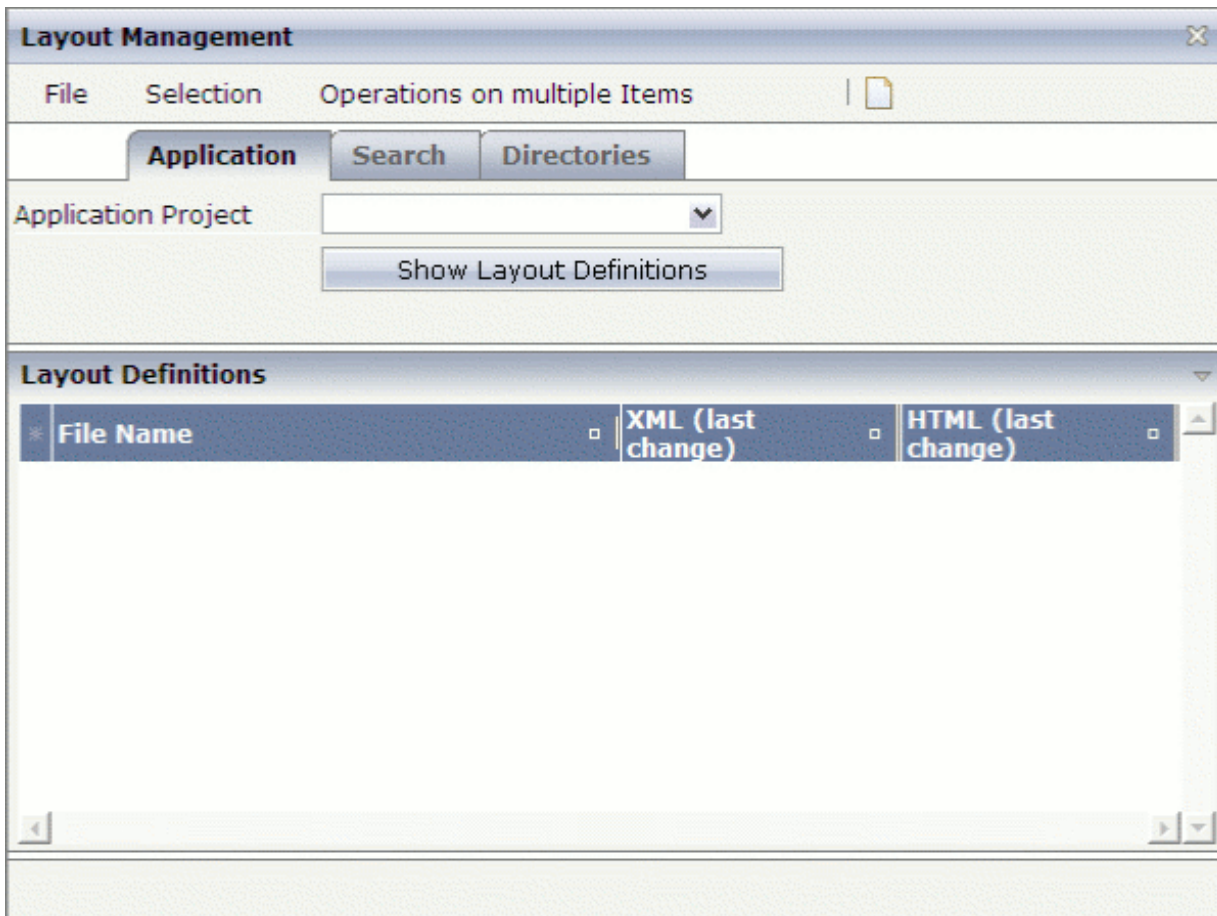 Layout Management
File Selection Operations on multiple Items
Application Search Directories
Application Project
Show Layout Definitions
Layout Definitions
File Name XML (last change) HTML (last change)